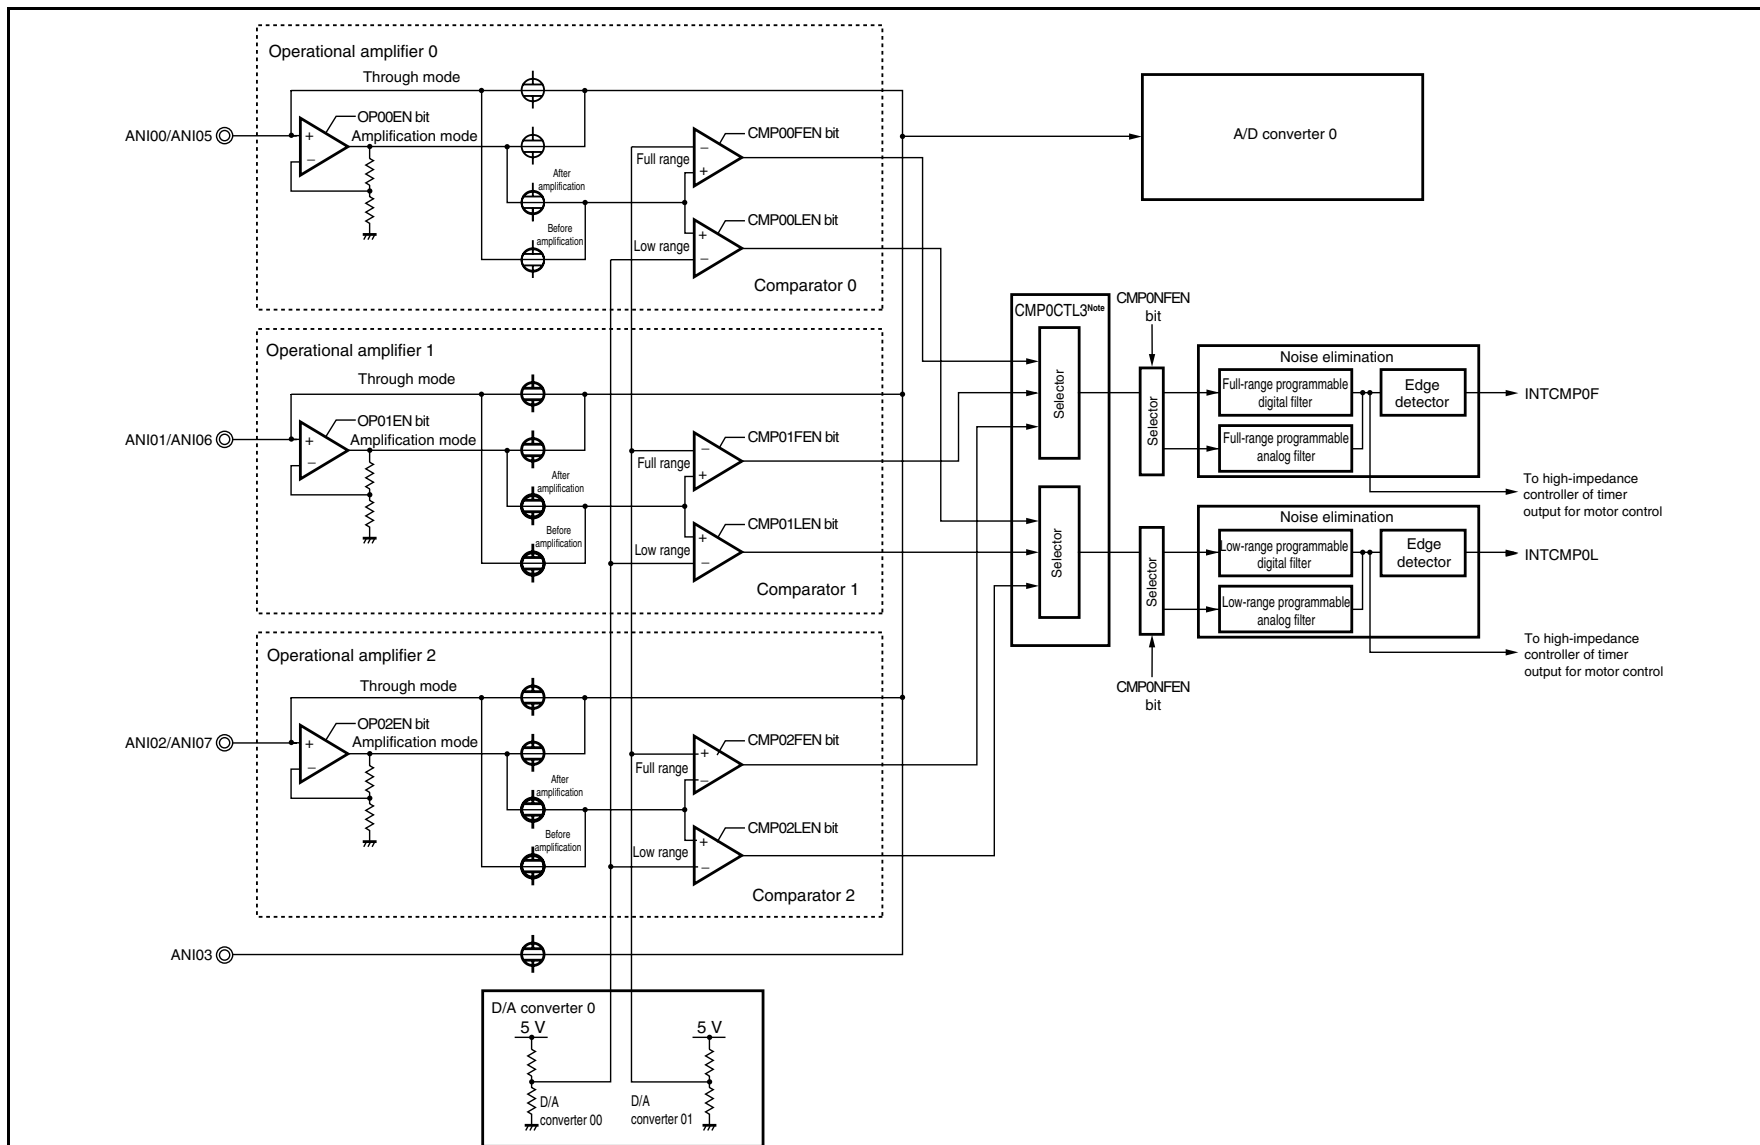 Operational amplifier 0
Through mode
OP00EN bit
Amplification mode
ANI00/ANI05
+
−
After
amplification
Before
amplification
CMP00FEN bit
−
Full range
+
CMP00LEN bit
+
Low range
−
Comparator 0
A/D converter 0
Operational amplifier 1
Through mode
OP01EN bit
Amplification mode
ANI01/ANI06
+
−
After
amplification
Before
amplification
CMP01FEN bit
−
Full range
+
CMP01LEN bit
+
Low range
−
Comparator 1
Operational amplifier 2
Through mode
OP02EN bit
Amplification mode
ANI02/ANI07
+
−
After
amplification
Before
amplification
CMP02FEN bit
+
Full range
−
CMP02LEN bit
+
Low range
−
Comparator 2
ANI03
D/A converter 0
5 V
5 V
D/A
converter 00
D/A
converter 01
CMP0CTL3Note
Selector
Selector
CMP0NFEN
bit
Selector
Selector
CMP0NFEN
bit
Noise elimination
Full-range programmable
digital filter
Edge
detector
INTCMP0F
Full-range programmable
analog filter
To high-impedance
controller of timer
output for motor control
Noise elimination
Low-range programmable
digital filter
Edge
detector
INTCMP0L
Low-range programmable
analog filter
To high-impedance
controller of timer
output for motor control